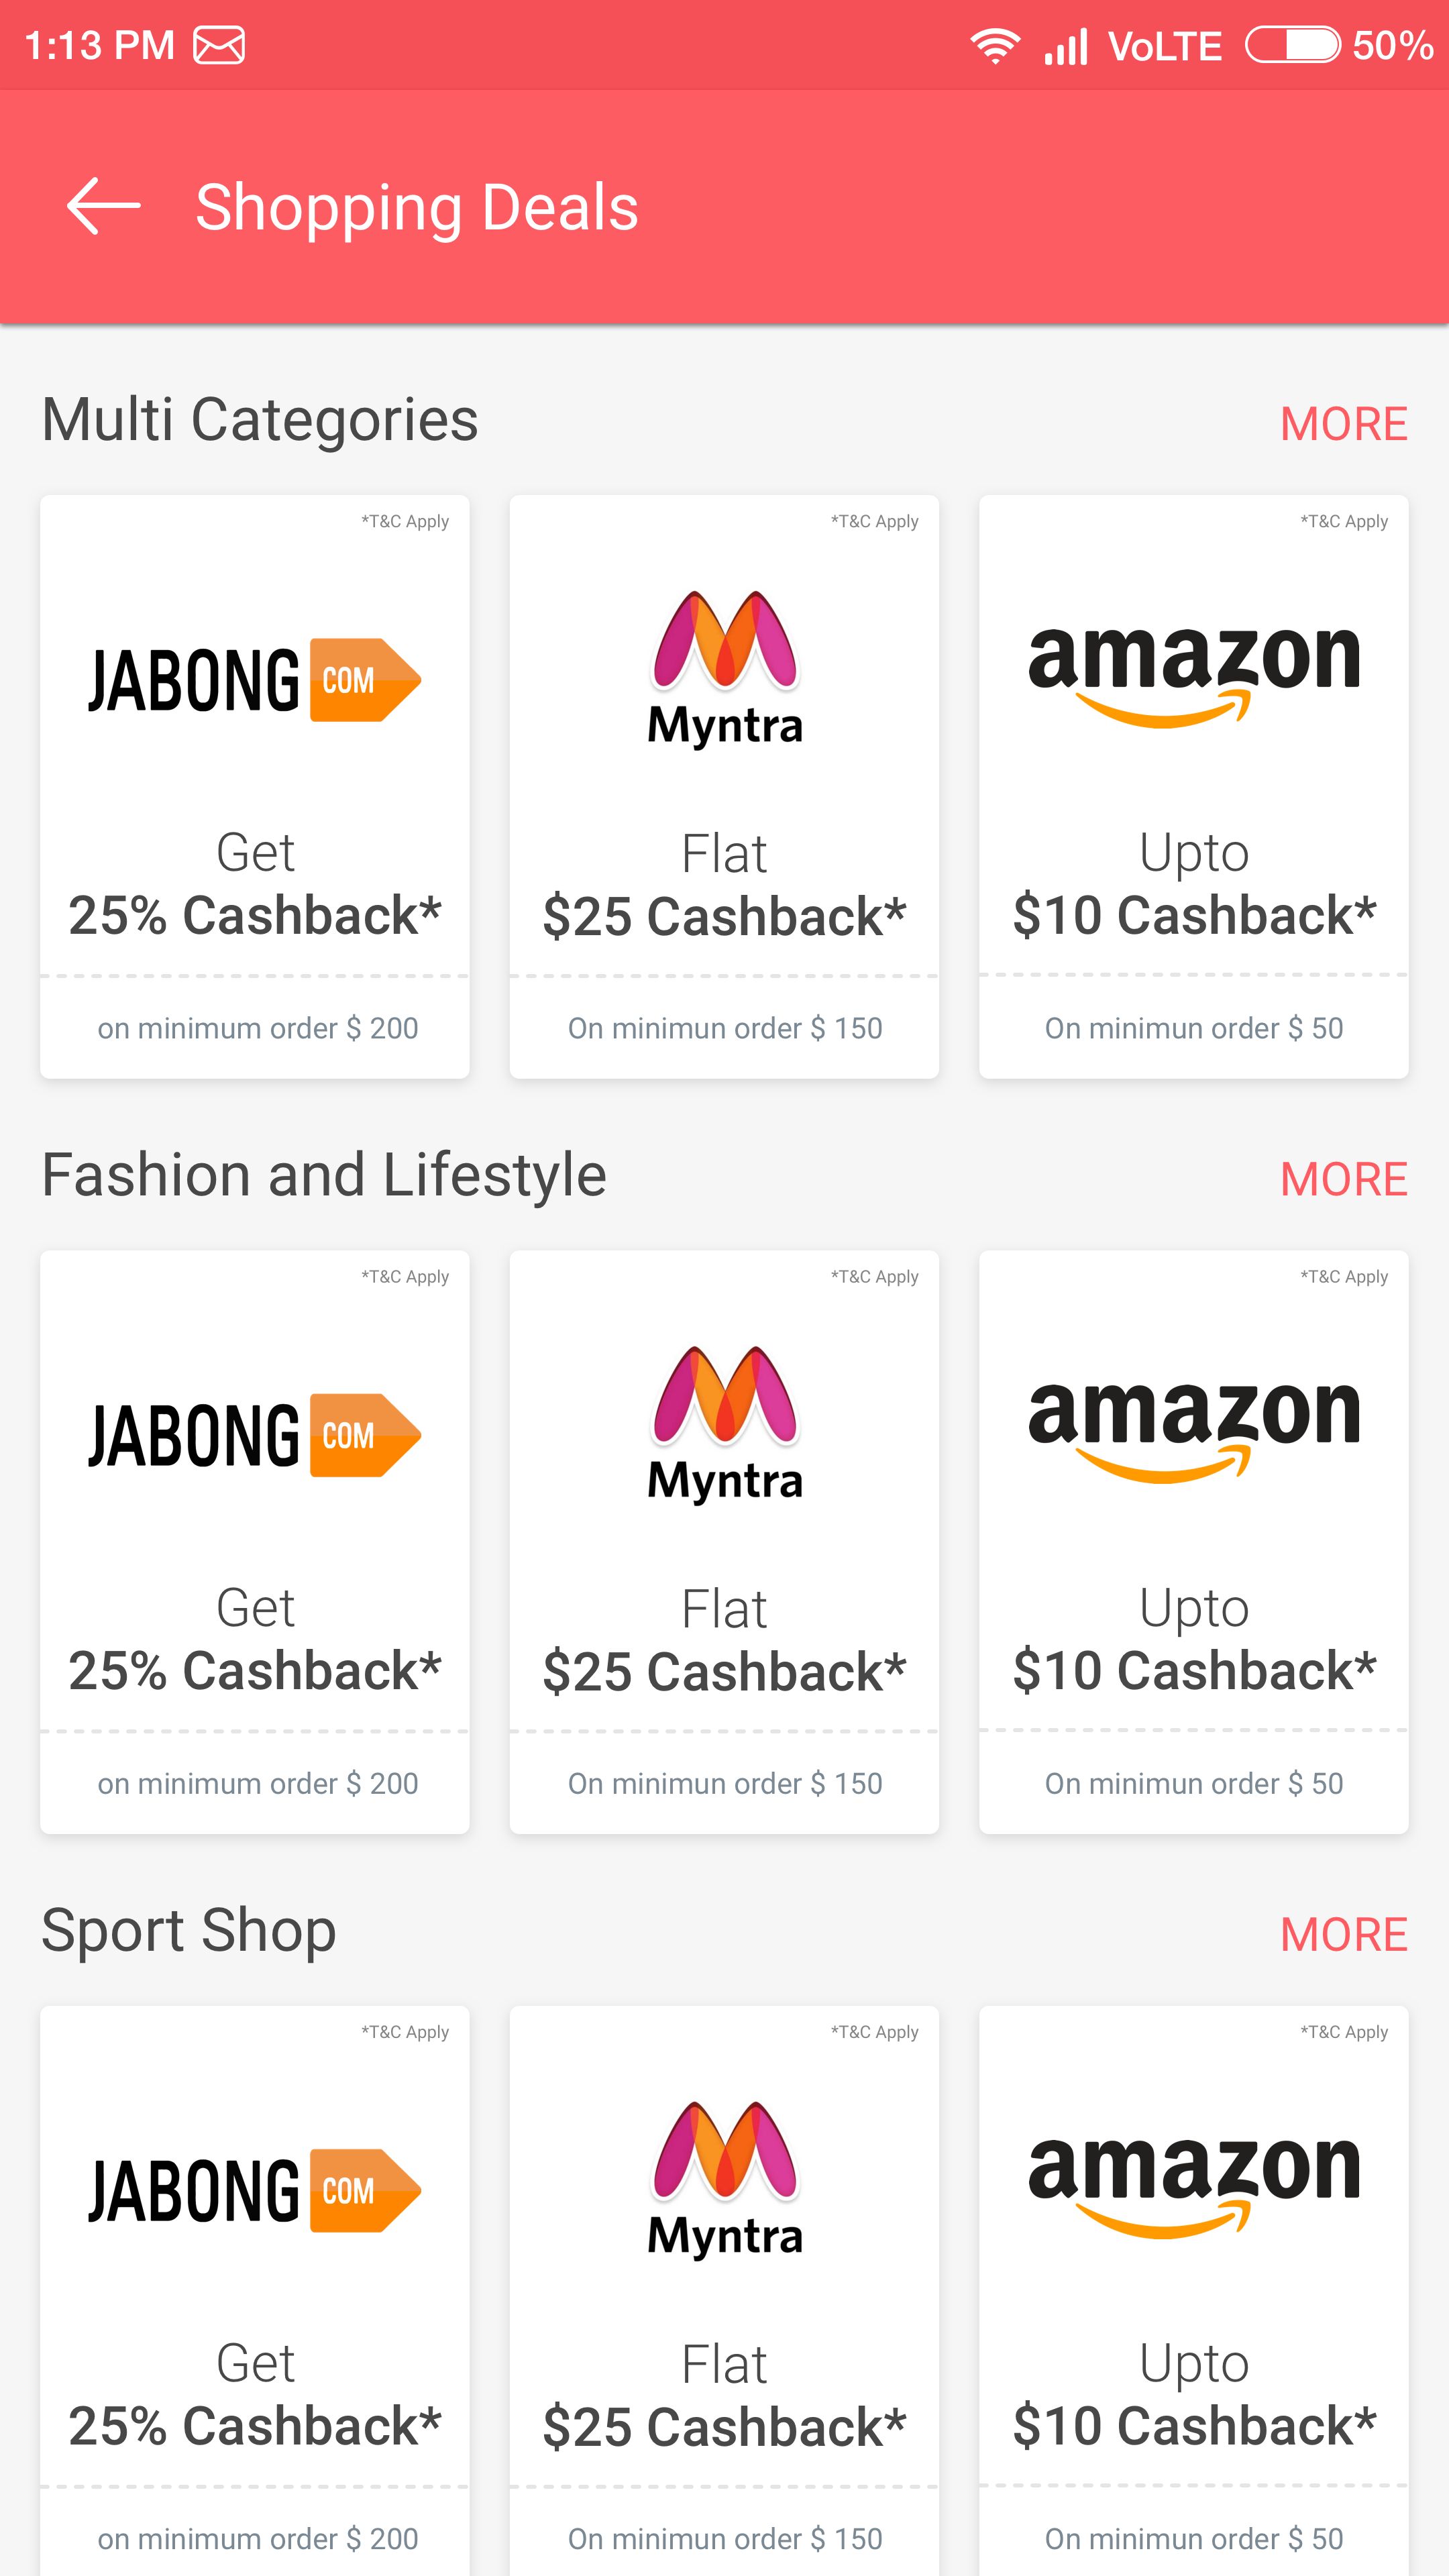 1:13 PM VoLTE 50%
Shopping Deals
Multi Categories MORE
*T&C Apply *T&C Apply *T&C Apply
JABONG COM Myntra amazon
Get Flat Upto
25% Cashback* $25 Cashback* $10 Cashback*
on minimum order $ 200 On minimun order $ 150 On minimun order $ 50
Fashion and Lifestyle MORE
*T&C Apply *T&C Apply *T&C Apply
JABONG COM Myntra amazon
Get Flat Upto
25% Cashback* $25 Cashback* $10 Cashback*
on minimum order $ 200 On minimun order $ 150 On minimun order $ 50
Sport Shop MORE
*T&C Apply *T&C Apply *T&C Apply
JABONG COM Myntra amazon
Get Flat Upto
25% Cashback* $25 Cashback* $10 Cashback*
on minimum order $ 200 On minimun order $ 150 On minimun order $ 50